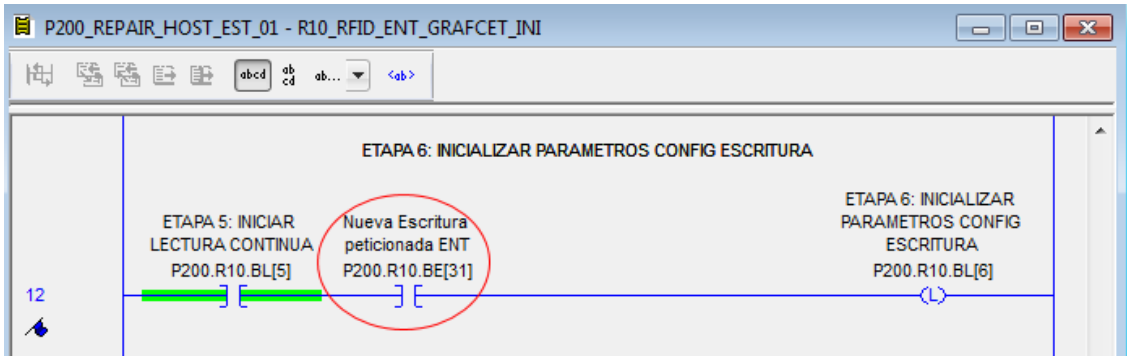 P200_REPAIR_HOST_EST_01 - R10_RFID_ENT_GRAFCET_INI
abcd
ab
cd
ab...
<ab>
ETAPA 6: INICIALIZAR PARAMETROS CONFIG ESCRITURA
ETAPA 5: INICIAR
LECTURA CONTINUA
P200.R10.BL[5]
Nueva Escritura
peticionada ENT
P200.R10.BE[31]
ETAPA 6: INICIALIZAR
PARAMETROS CONFIG
ESCRITURA
P200.R10.BL[6]
12
L